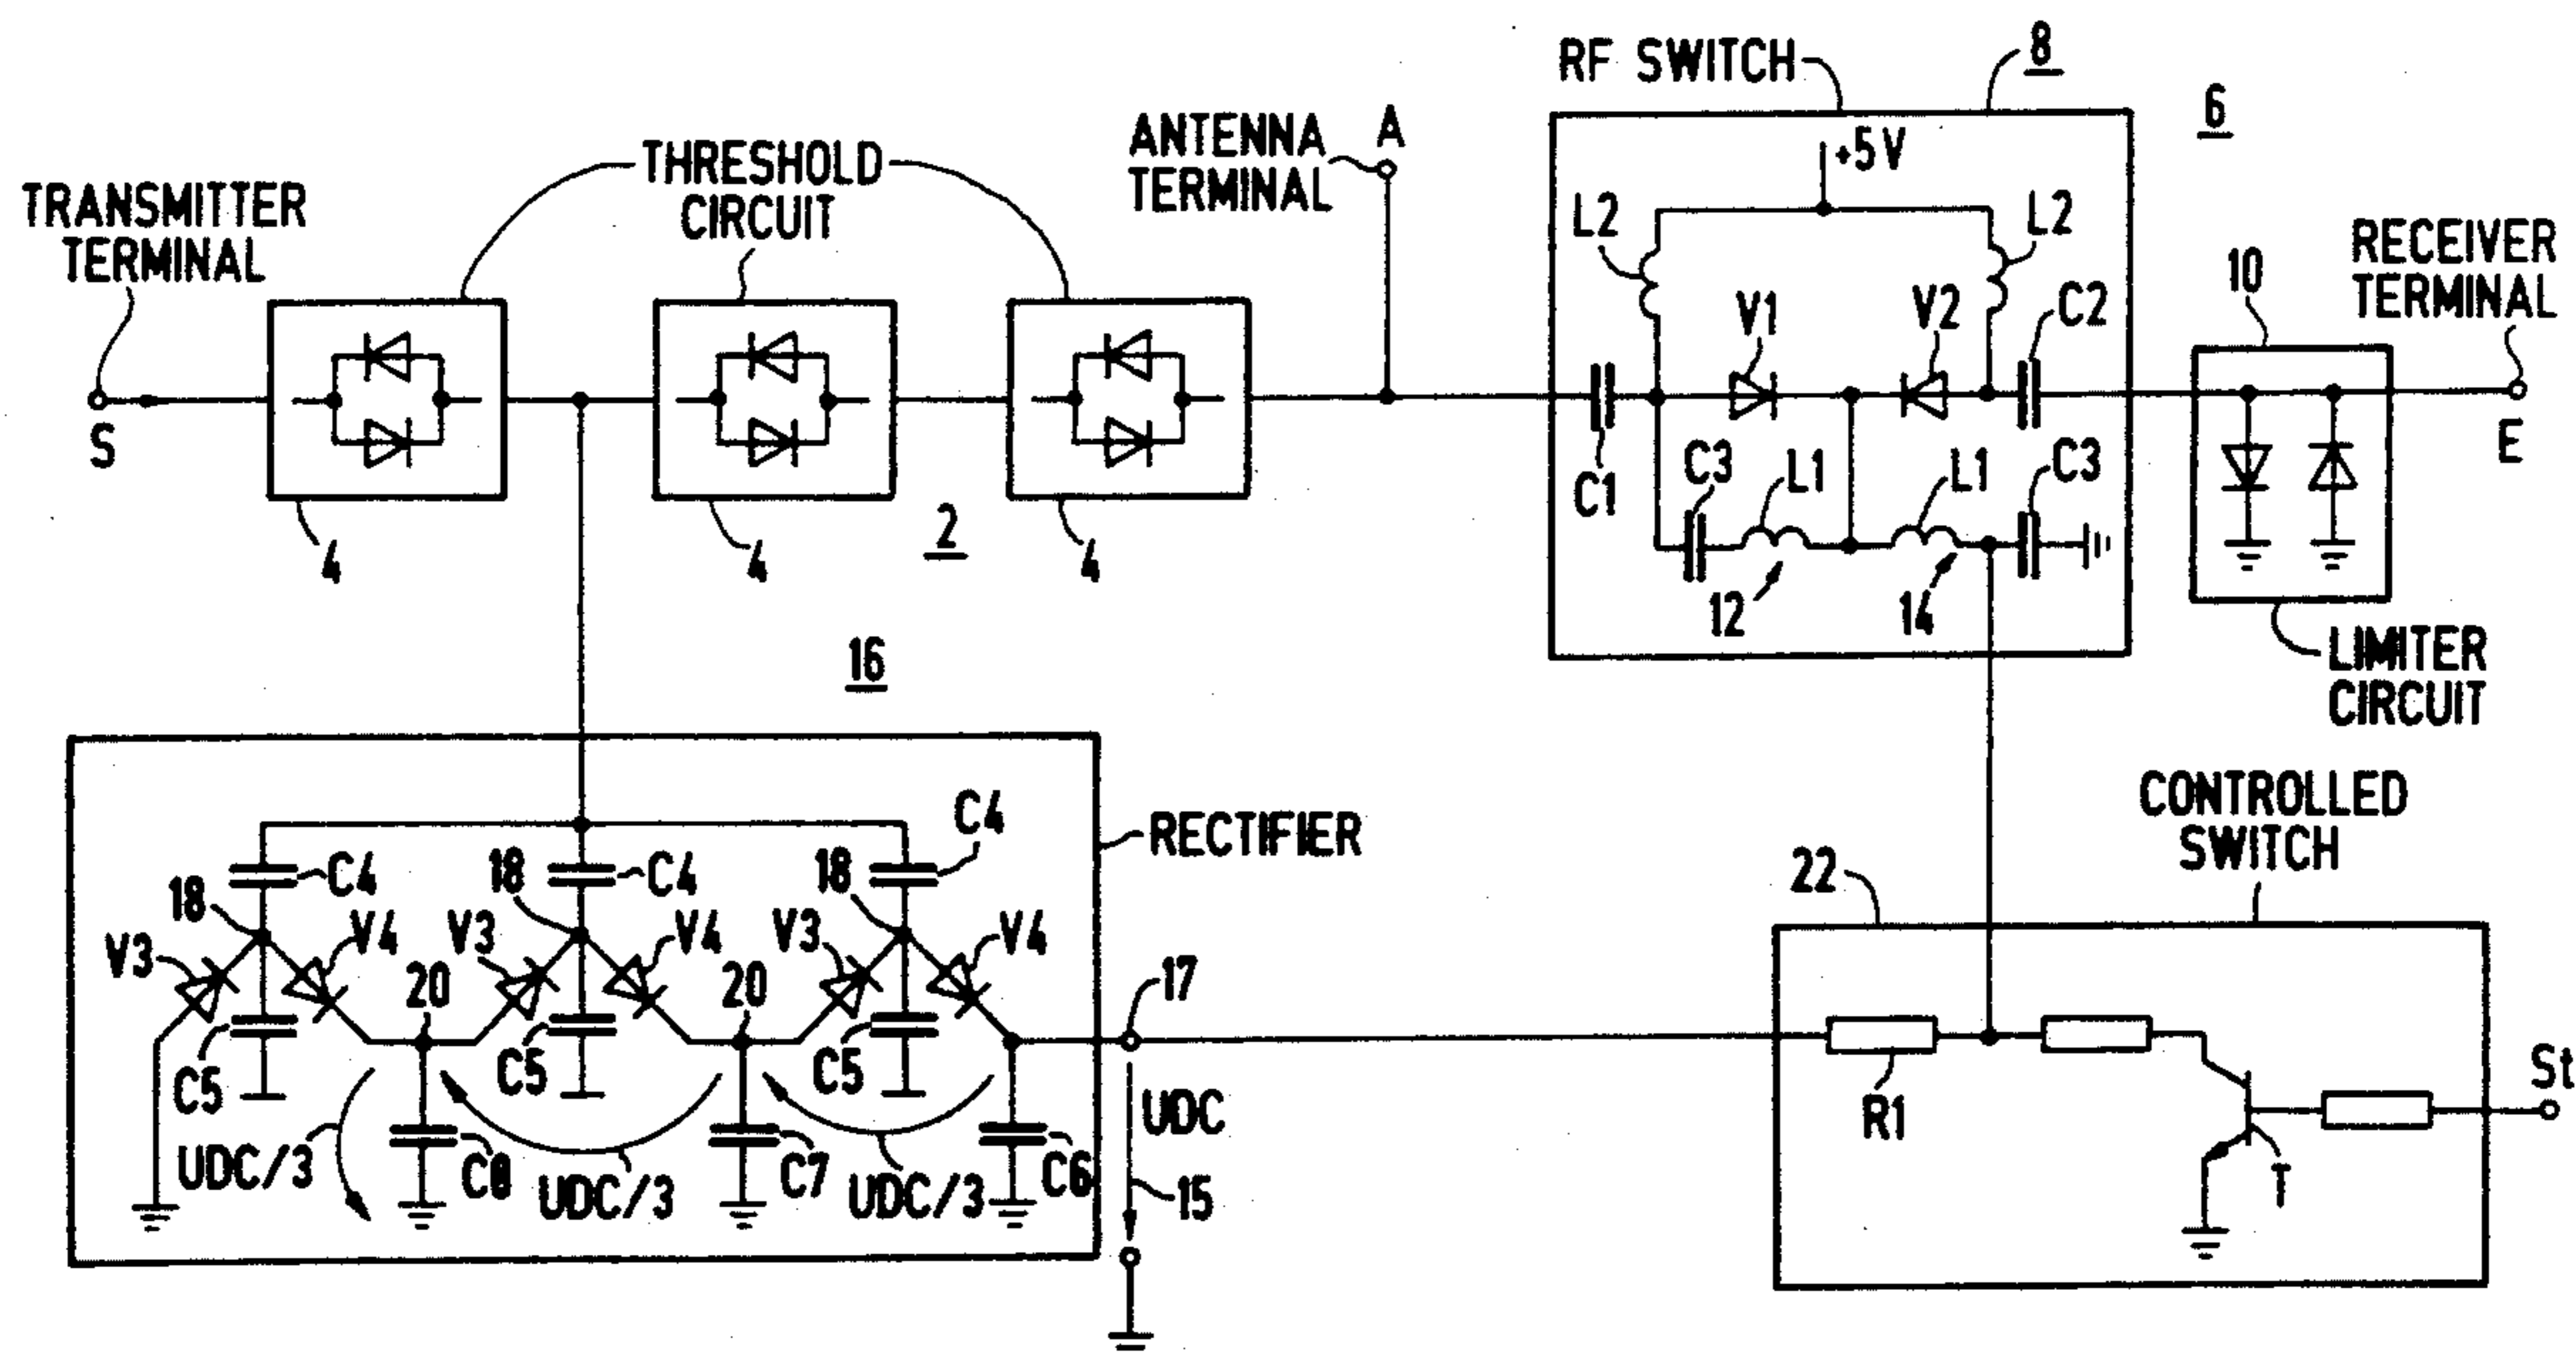 RF SWITCH
8
6
ANTENNA
TERMINAL
A
THRESHOLD
CIRCUIT
TRANSMITTER
TERMINAL
+5V
L2
L2
RECEIVER
TERMINAL
10
V1
V2
C2
S
E
C1
C3
L1
L1
C3
4
4
2
4
12
14
16
LIMITER
CIRCUIT
RECTIFIER
CONTROLLED
SWITCH
C4
C4
C4
18
18
18
22
V3
V4
V3
V4
V3
V4
20
20
17
C5
C5
C5
UDC
R1
St
UDC/3
C8
UDC/3
C7
UDC/3
C6
15
T